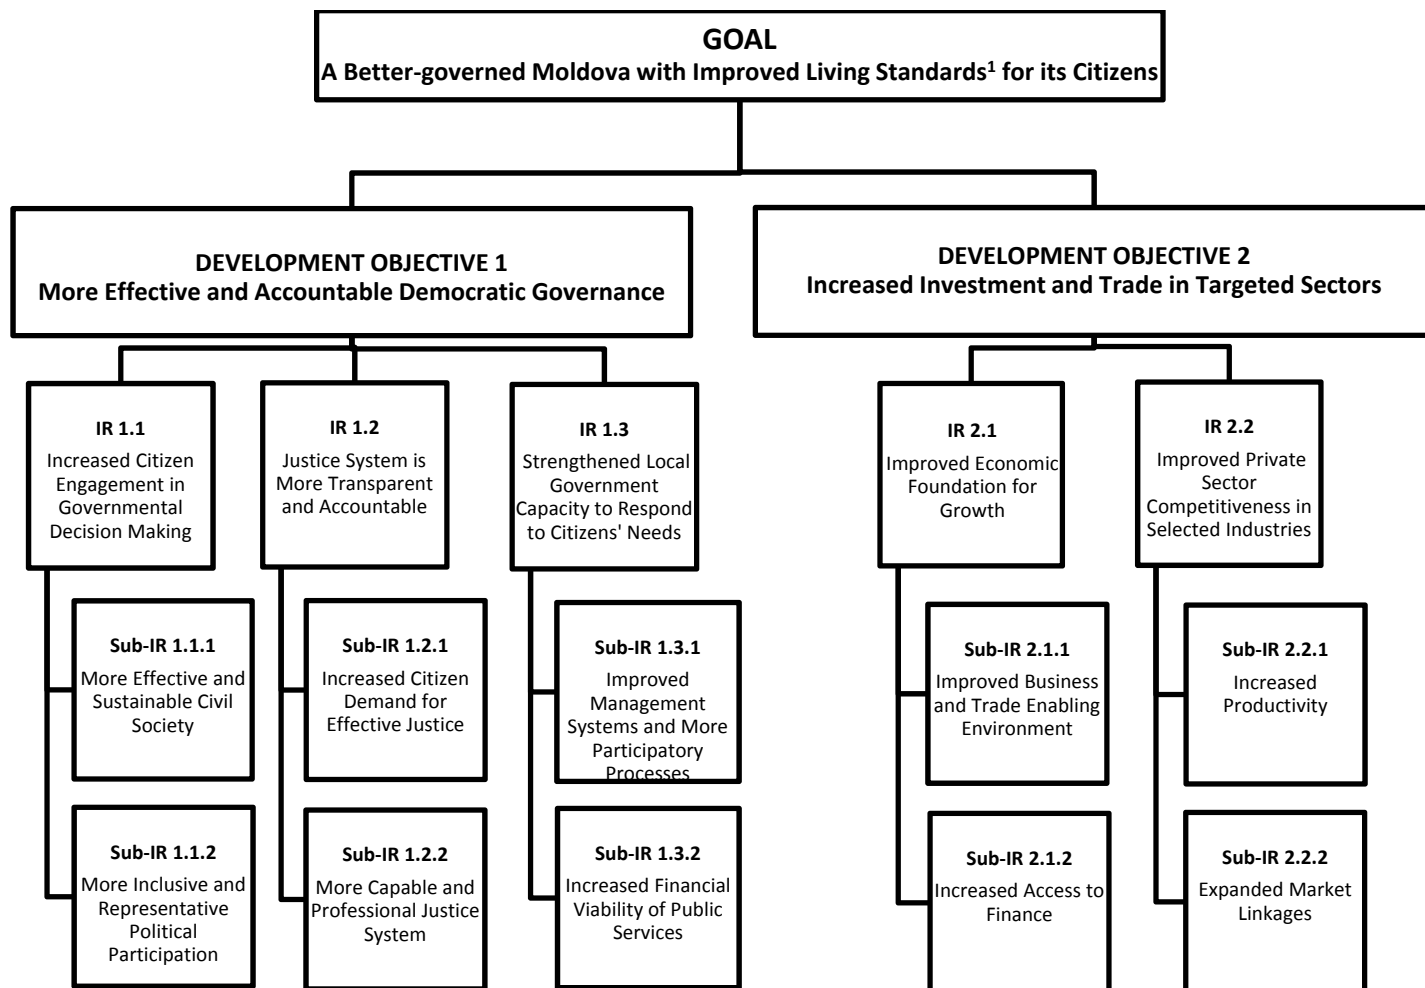 GOAL
A Better-governed Moldova with Improved Living Standards¹ for its Citizens
DEVELOPMENT OBJECTIVE 1
More Effective and Accountable Democratic Governance
DEVELOPMENT OBJECTIVE 2
Increased Investment and Trade in Targeted Sectors
IR 1.1
Increased Citizen
Engagement in
Governmental
Decision Making
IR 1.2
Justice System is
More Transparent
and Accountable
IR 1.3
Strengthened Local
Government
Capacity to Respond
to Citizens' Needs
IR 2.1
Improved Economic
Foundation for
Growth
IR 2.2
Improved Private
Sector
Competitiveness in
Selected Industries
Sub-IR 1.1.1
More Effective and
Sustainable Civil
Society
Sub-IR 1.2.1
Increased Citizen
Demand for
Effective Justice
Sub-IR 1.3.1
Improved
Management
Systems and More
Participatory
Processes
Sub-IR 2.1.1
Improved Business
and Trade Enabling
Environment
Sub-IR 2.2.1
Increased
Productivity
Sub-IR 1.1.2
More Inclusive and
Representative
Political
Participation
Sub-IR 1.2.2
More Capable and
Professional Justice
System
Sub-IR 1.3.2
Increased Financial
Viability of Public
Services
Sub-IR 2.1.2
Increased Access to
Finance
Sub-IR 2.2.2
Expanded Market
Linkages